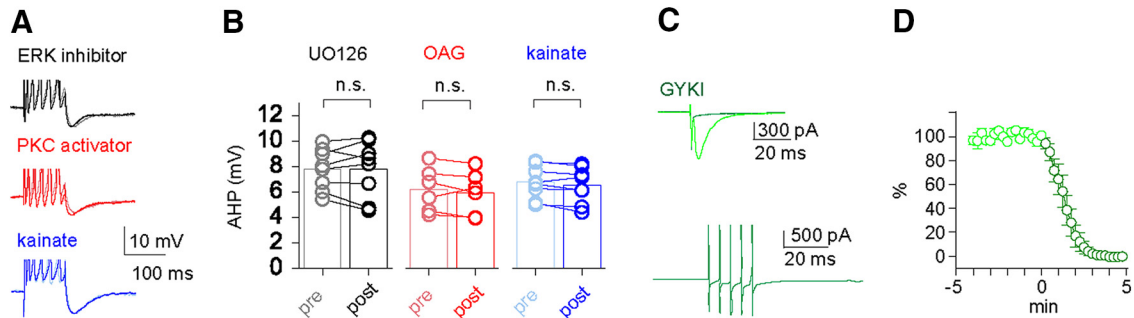 A
ERK inhibitor
PKC activator
kainate
10 mV
100 ms
B
UO126 OAG kainate
n.s. n.s. n.s.
AHP (mV)
12
10
8
6
4
2
0
pre post pre post pre post
C
GYKI
300 pA
20 ms
500 pA
20 ms
D
%
100
80
60
40
20
0
-5 0 5
min